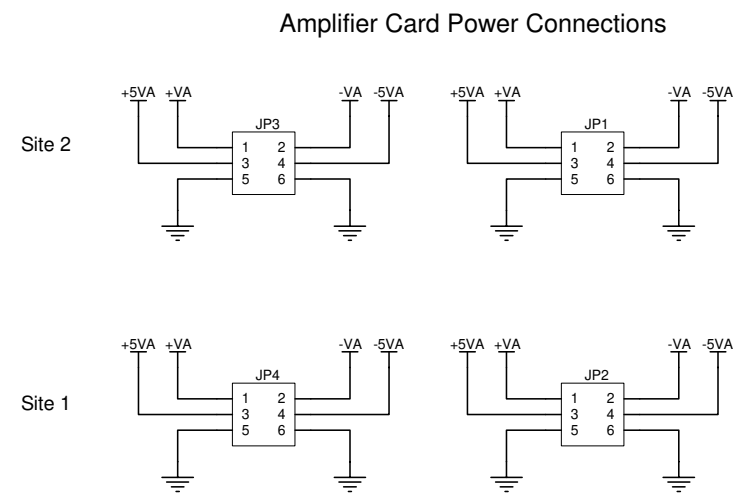 Amplifier Card Power Connections
+5VA +VA -VA -5VA +5VA +VA -VA -5VA
JP3 JP1
Site 2
1 2 1 2
3 4 3 4
5 6 5 6
+5VA +VA -VA -5VA +5VA +VA -VA -5VA
JP4 JP2
Site 1
1 2 1 2
3 4 3 4
5 6 5 6